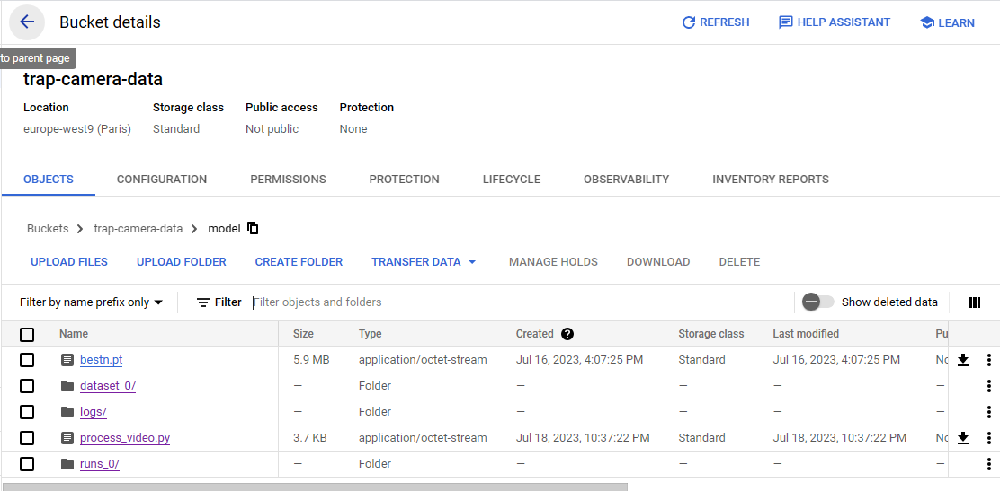 Bucket details
REFRESH HELP ASSISTANT LEARN
to parent page
trap-camera-data
Location Storage class Public access Protection
europe-west9 (Paris) Standard Not public None
OBJECTS CONFIGURATION PERMISSIONS PROTECTION LIFECYCLE OBSERVABILITY INVENTORY REPORTS
Buckets trap-camera-data model
UPLOAD FILES UPLOAD FOLDER CREATE FOLDER TRANSFER DATA MANAGE HOLDS DOWNLOAD DELETE
Filter by name prefix only Filter Filter objects and folders Show deleted data
Name Size Type Created Storage class Last modified Pu
bestn.pt 5.9 MB application/octet-stream Jul 16, 2023, 4:07:25 PM Standard Jul 16, 2023, 4:07:25 PM No
dataset_0/ — Folder — — — —
logs/ — Folder — — — —
process_video.py 3.7 KB application/octet-stream Jul 18, 2023, 10:37:22 PM Standard Jul 18, 2023, 10:37:22 PM No
runs_0/ — Folder — — — —